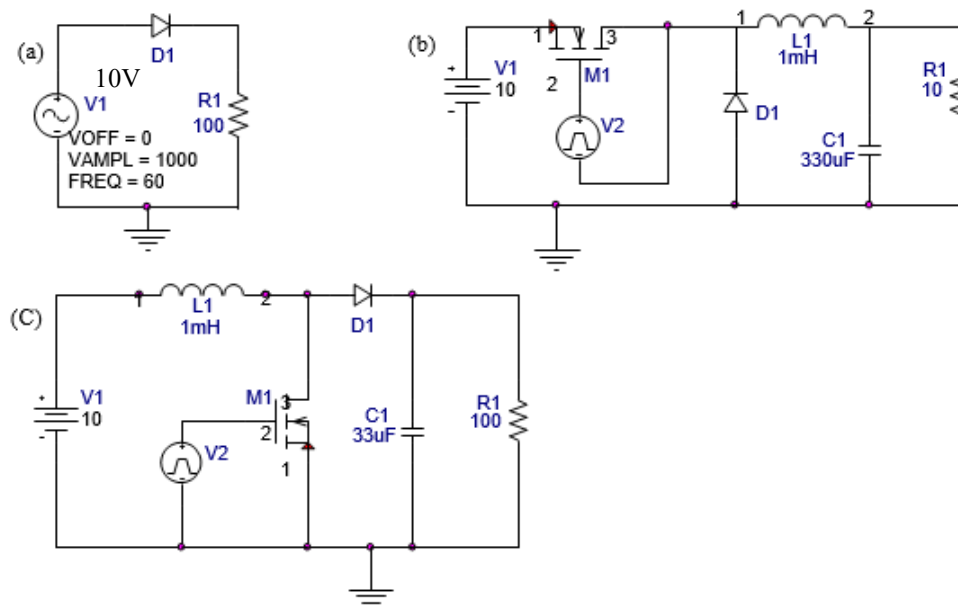 (a)
D1
10V
V1
VOFF = 0
VAMPL = 1000
FREQ = 60
R1
100
(b)
V1
10
1
3
2
M1
V2
D1
1
2
L1
1mH
C1
330uF
R1
10
(C)
1
2
L1
1mH
D1
V1
10
V2
M1
3
2
1
C1
33uF
R1
100